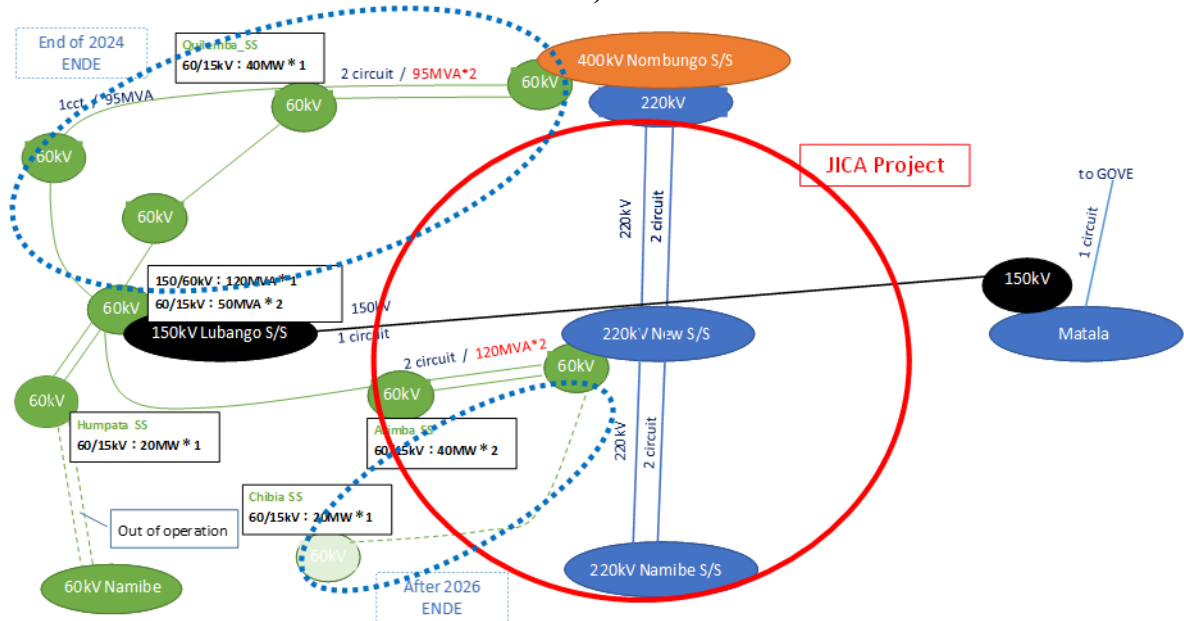 End of 2024
ENDE
Quilemba_SS
60/15kV：40MW＊1
2 circuit / 95MVA*2
1cct / 95MVA
60kV
60kV
60kV
60kV
400kV Nombungo S/S
220kV
JICA Project
to GOVE
1 circuit
220kV
2 circuit
150kV
Matala
150/60kV：120MVA＊1
60/15kV：50MVA＊2
60kV
150kV Lubango S/S
150kV
1 circuit
220kV New S/S
2 circuit / 120MVA*2
60kV
60kV
60kV
Humpata_SS
60/15kV：20MW＊1
Arimba_SS
60/15kV：40MW＊2
220kV
2 circuit
Chibia SS
60/15kV：20MW＊1
Out of operation
60kV
60kV Namibe
220kV Namibe S/S
After 2026
ENDE